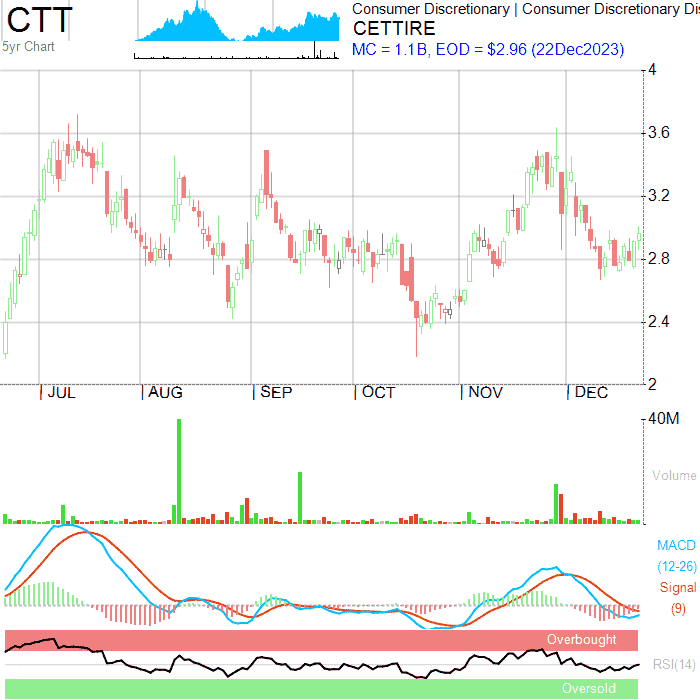 CTT
5yr Chart
Consumer Discretionary | Consumer Discretionary Dis
CETTIRE
MC = 1.1B, EOD = $2.96 (22Dec2023)
4
3.6
3.2
2.8
2.4
2
JUL AUG SEP OCT NOV DEC
40M
Volume
MACD
(12-26)
Signal
(9)
Overbought
RSI(14)
Oversold